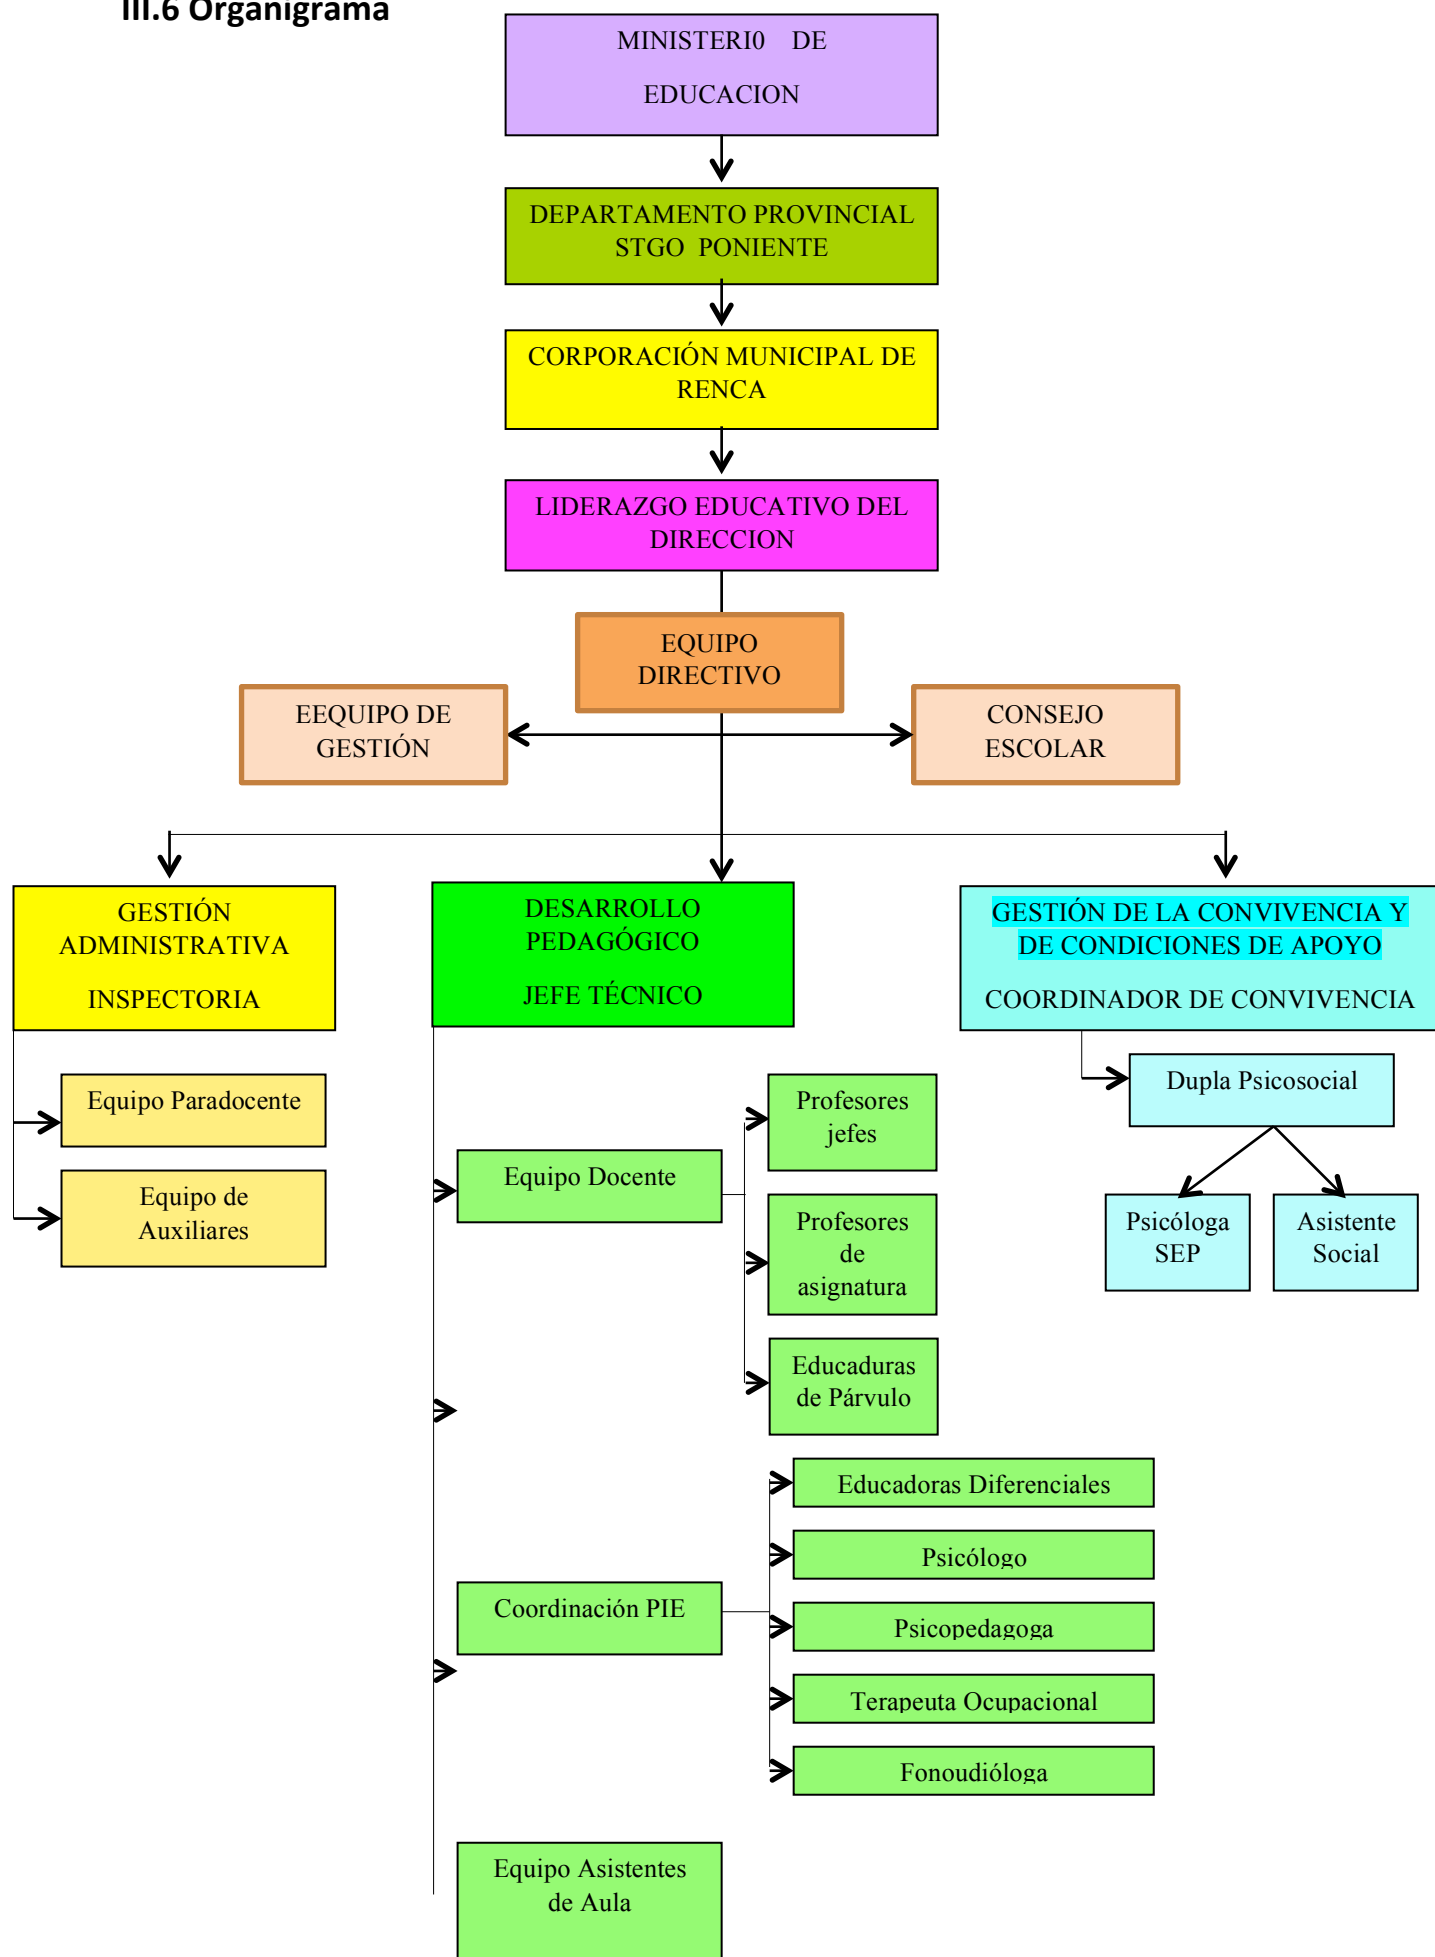 III.6 Organigrama
MINISTERI0 DE
EDUCACION
DEPARTAMENTO PROVINCIAL
STGO PONIENTE
CORPORACIÓN MUNICIPAL DE
RENCA
LIDERAZGO EDUCATIVO DEL
DIRECCION
EQUIPO
DIRECTIVO
EEQUIPO DE
GESTIÓN
CONSEJO
ESCOLAR
GESTIÓN
ADMINISTRATIVA
INSPECTORIA
DESARROLLO
PEDAGÓGICO
JEFE TÉCNICO
GESTIÓN DE LA CONVIVENCIA Y
DE CONDICIONES DE APOYO
COORDINADOR DE CONVIVENCIA
Equipo Paradocente
Equipo de
Auxiliares
Equipo Docente
Profesores
jefes
Profesores
de
asignatura
Educaduras
de Párvulo
Dupla Psicosocial
Psicóloga
SEP
Asistente
Social
Coordinación PIE
Educadoras Diferenciales
Psicólogo
Psicopedagoga
Terapeuta Ocupacional
Fonoudióloga
Equipo Asistentes
de Aula